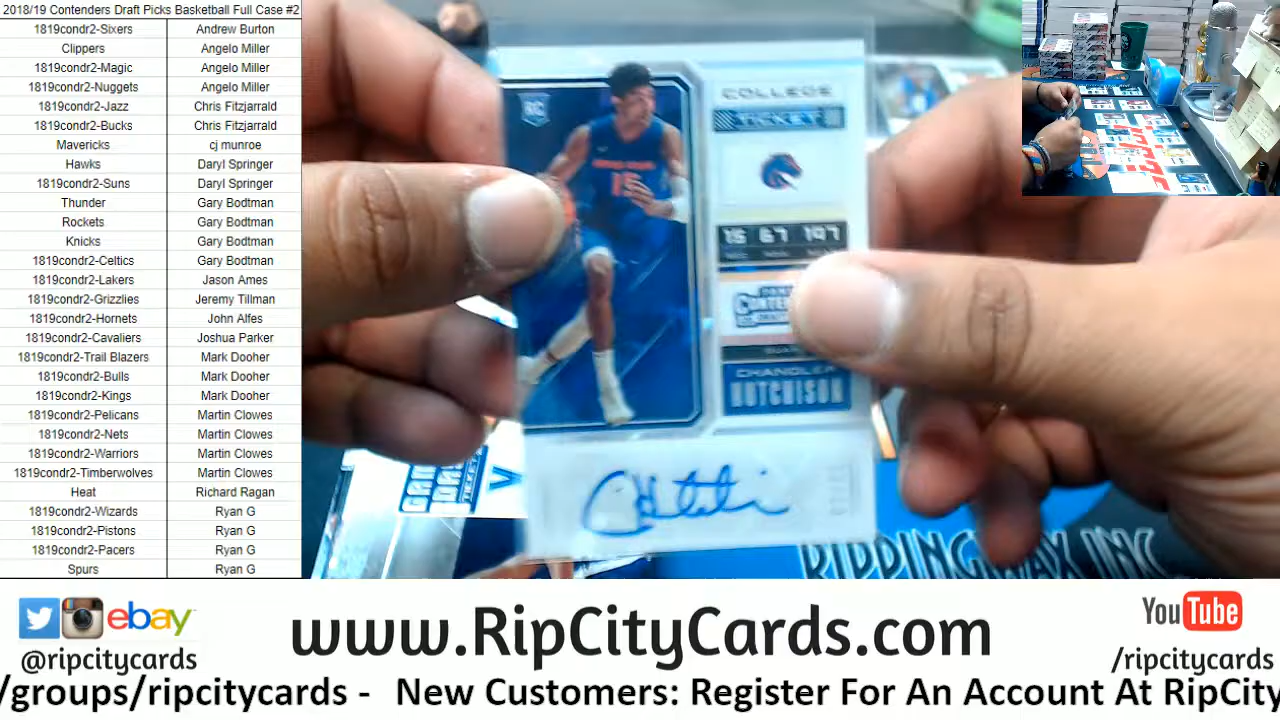 2018/19 Contenders Draft Picks Basketball Full Case #2
1819condr2-Sixers Andrew Burton
Clippers Angelo Miller
1819condr2-Magic Angelo Miller
1819condr2-Nuggets Angelo Miller
1819condr2-Jazz Chris Fitzjarrald
1819condr2-Bucks Chris Fitzjarrald
Mavericks cj munroe
Hawks Daryl Springer
1819condr2-Suns Daryl Springer
Thunder Gary Bodtman
Rockets Gary Bodtman
Knicks Gary Bodtman
1819condr2-Celtics Gary Bodtman
1819condr2-Lakers Jason Ames
1819condr2-Grizzlies Jeremy Tillman
1819condr2-Hornets John Alfes
1819condr2-Cavaliers Joshua Parker
1819condr2-Trail Blazers Mark Dooher
1819condr2-Bulls Mark Dooher
1819condr2-Kings Mark Dooher
1819condr2-Pelicans Martin Clowes
1819condr2-Nets Martin Clowes
1819condr2-Warriors Martin Clowes
1819condr2-Timberwolves Martin Clowes
Heat Richard Ragan
1819condr2-Wizards Ryan G
1819condr2-Pistons Ryan G
1819condr2-Pacers Ryan G
Spurs Ryan G
RC
15
COLLEGE
TICKET
15 6'7 197
CHANDLER
HUTCHISON
RIPPINGWAX INC
ebay
@ripcitycards
www.RipCityCards.com
YouTube
/ripcitycards
/groups/ripcitycards - New Customers: Register For An Account At RipCity